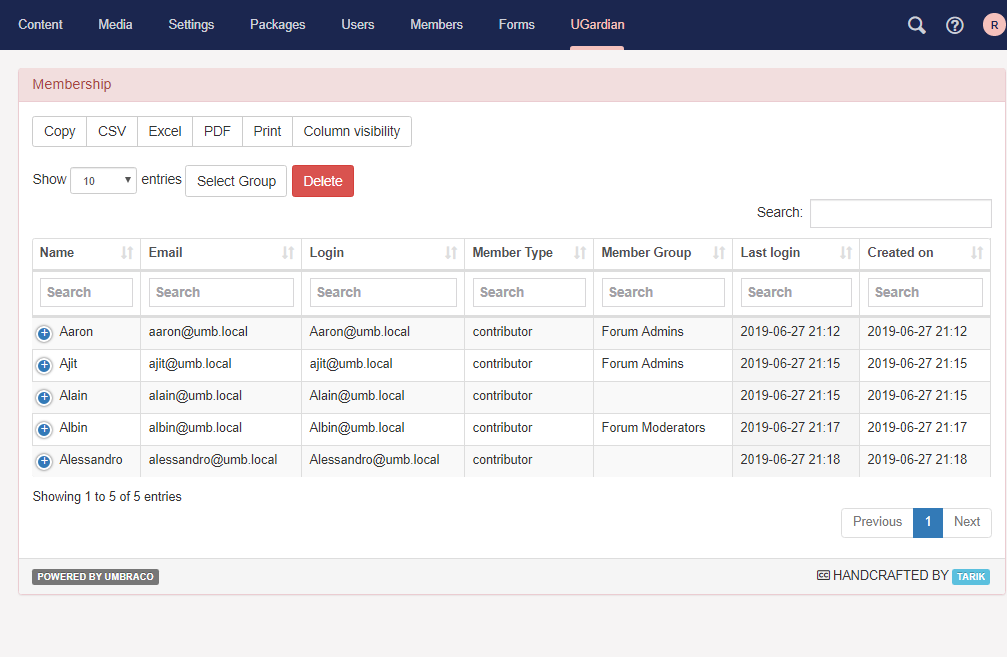 Content Media Settings Packages Users Members Forms UGardian R
Membership
Copy CSV Excel PDF Print Column visibility
Show 10 entries Select Group Delete
Search:
Name Email Login Member Type Member Group Last login Created on
Search Search Search Search Search Search Search
Aaron aaron@umb.local Aaron@umb.local contributor Forum Admins 2019-06-27 21:12 2019-06-27 21:12
Ajit ajit@umb.local ajit@umb.local contributor Forum Admins 2019-06-27 21:15 2019-06-27 21:15
Alain alain@umb.local Alain@umb.local contributor 2019-06-27 21:15 2019-06-27 21:15
Albin albin@umb.local Albin@umb.local contributor Forum Moderators 2019-06-27 21:17 2019-06-27 21:17
Alessandro alessandro@umb.local Alessandro@umb.local contributor 2019-06-27 21:18 2019-06-27 21:18
Showing 1 to 5 of 5 entries
Previous 1 Next
POWERED BY UMBRACO CC HANDCRAFTED BY TARIK